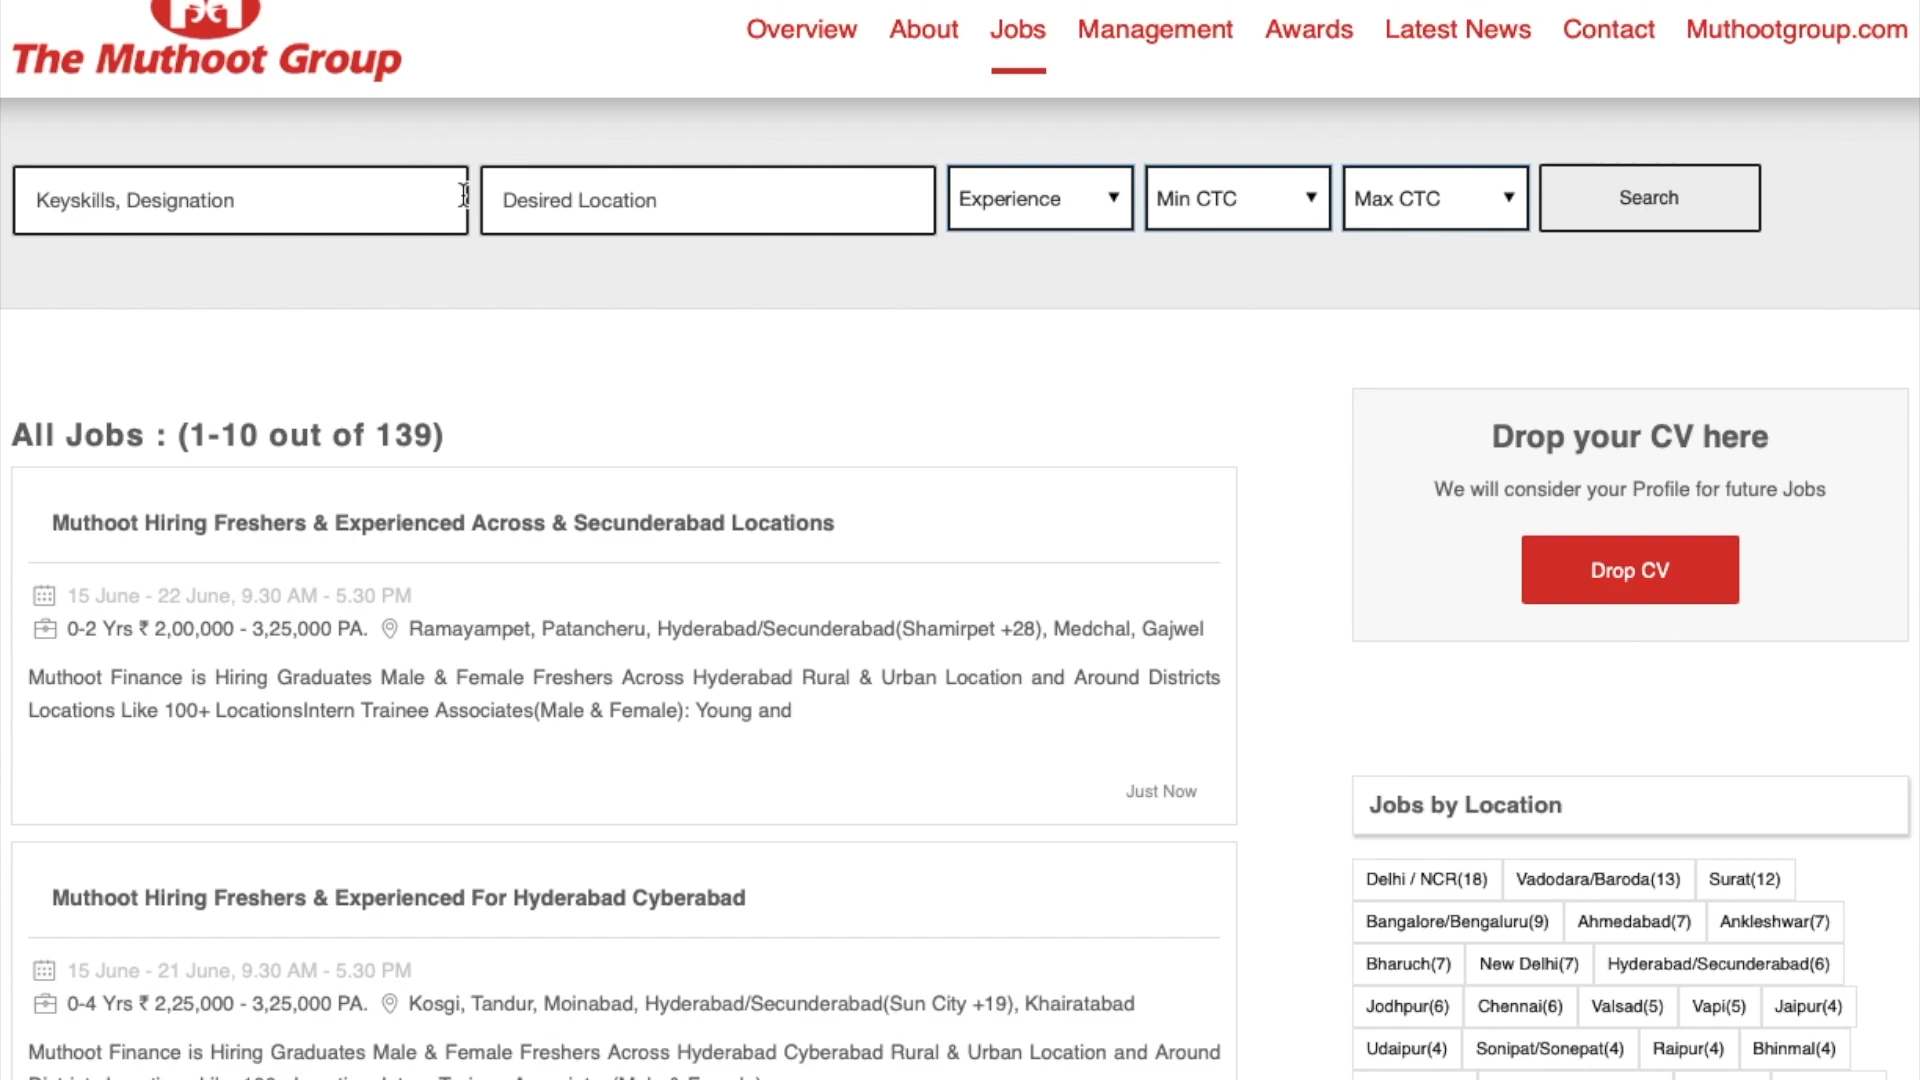 The Muthoot Group
Overview About Jobs Management Awards Latest News Contact Muthootgroup.com
Keyskills, Designation Desired Location Experience Min CTC Max CTC Search
All Jobs : (1-10 out of 139)
Muthoot Hiring Freshers & Experienced Across & Secunderabad Locations
15 June - 22 June, 9.30 AM - 5.30 PM
0-2 Yrs ₹ 2,00,000 - 3,25,000 PA. Ramayampet, Patancheru, Hyderabad/Secunderabad(Shamirpet +28), Medchal, Gajwel
Muthoot Finance is Hiring Graduates Male & Female Freshers Across Hyderabad Rural & Urban Location and Around Districts
Locations Like 100+ LocationsIntern Trainee Associates(Male & Female): Young and
Just Now
Muthoot Hiring Freshers & Experienced For Hyderabad Cyberabad
15 June - 21 June, 9.30 AM - 5.30 PM
0-4 Yrs ₹ 2,25,000 - 3,25,000 PA. Kosgi, Tandur, Moinabad, Hyderabad/Secunderabad(Sun City +19), Khairatabad
Muthoot Finance is Hiring Graduates Male & Female Freshers Across Hyderabad Cyberabad Rural & Urban Location and Around
Drop your CV here
We will consider your Profile for future Jobs
Drop CV
Jobs by Location
Delhi / NCR(18) Vadodara/Baroda(13) Surat(12)
Bangalore/Bengaluru(9) Ahmedabad(7) Ankleshwar(7)
Bharuch(7) New Delhi(7) Hyderabad/Secunderabad(6)
Jodhpur(6) Chennai(6) Valsad(5) Vapi(5) Jaipur(4)
Udaipur(4) Sonipat/Sonepat(4) Raipur(4) Bhinmal(4)